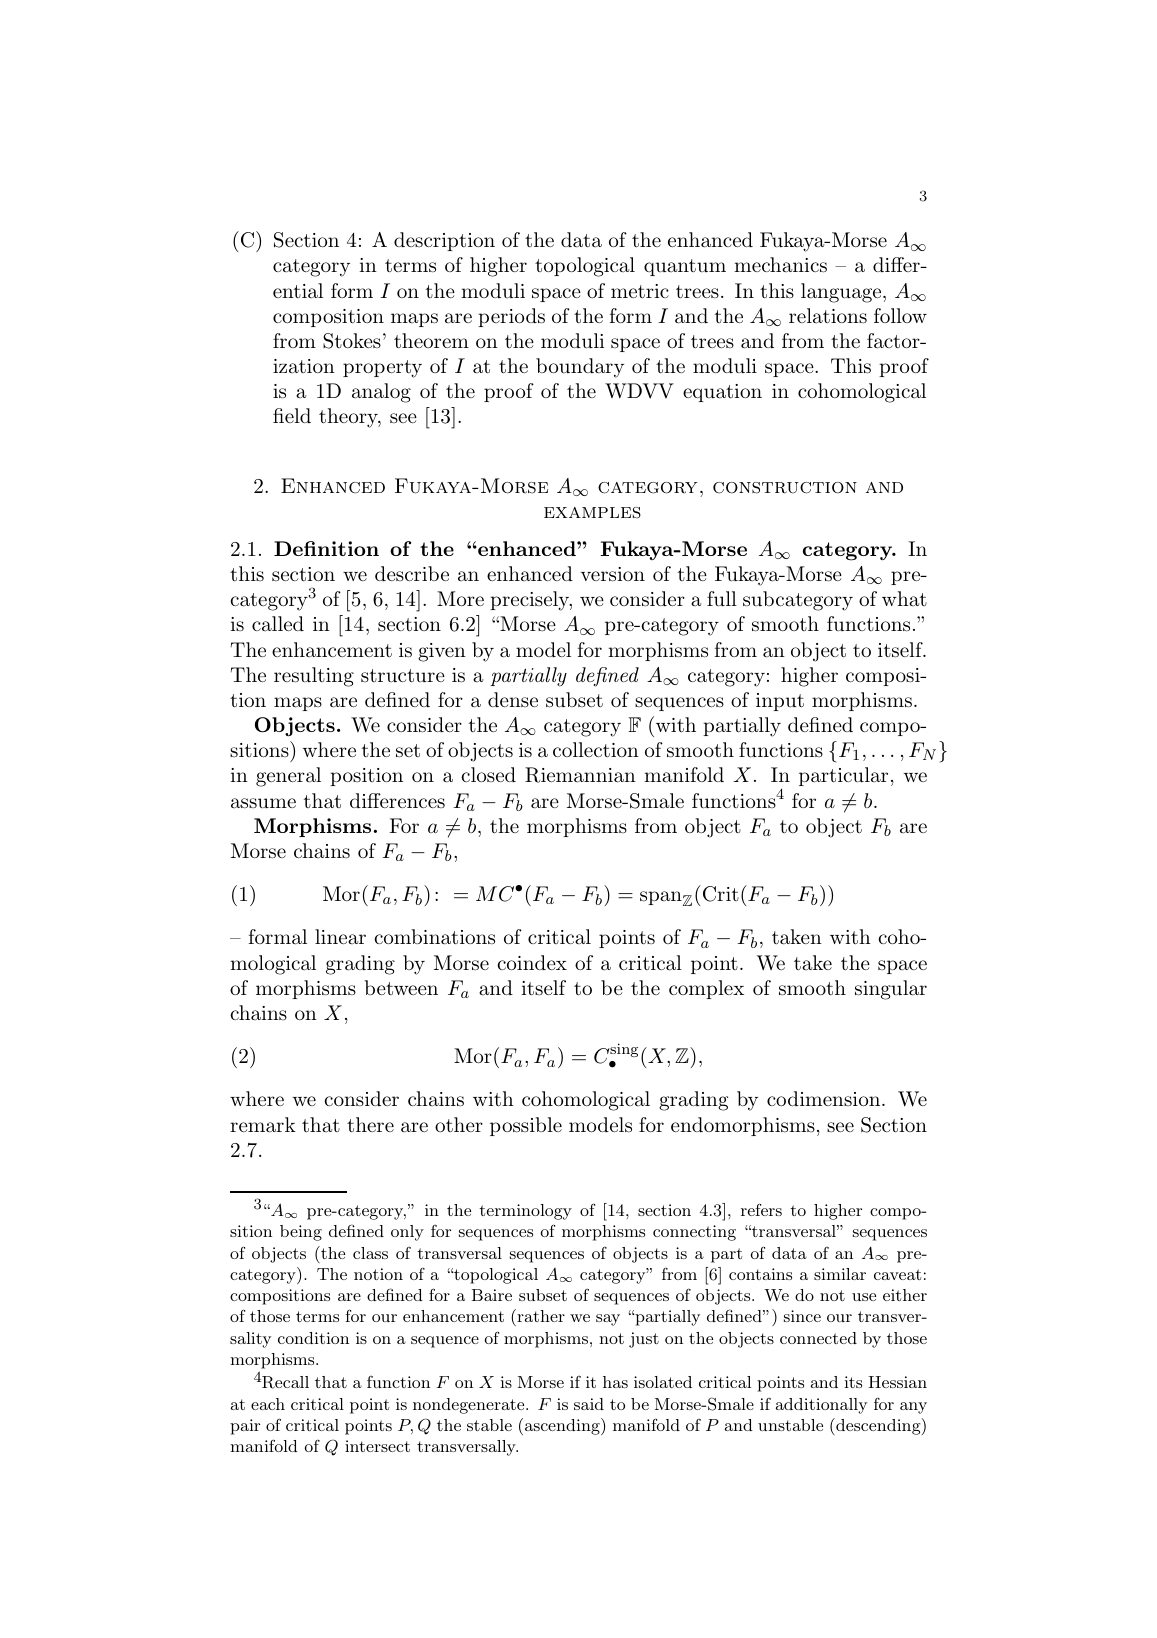 3
(C) Section 4: A description of the data of the enhanced Fukaya-Morse A∞
category in terms of higher topological quantum mechanics – a differ-
ential form I on the moduli space of metric trees. In this language, A∞
composition maps are periods of the form I and the A∞ relations follow
from Stokes' theorem on the moduli space of trees and from the factor-
ization property of I at the boundary of the moduli space. This proof
is a 1D analog of the proof of the WDVV equation in cohomological
field theory, see [13].
2. Enhanced Fukaya-Morse A∞ category, construction and
examples
2.1. Definition of the “enhanced” Fukaya-Morse A∞ category. In
this section we describe an enhanced version of the Fukaya-Morse A∞ pre-
category³ of [5, 6, 14]. More precisely, we consider a full subcategory of what
is called in [14, section 6.2] “Morse A∞ pre-category of smooth functions.”
The enhancement is given by a model for morphisms from an object to itself.
The resulting structure is a partially defined A∞ category: higher composi-
tion maps are defined for a dense subset of sequences of input morphisms.
Objects. We consider the A∞ category 𝔽 (with partially defined compo-
sitions) where the set of objects is a collection of smooth functions {F₁, . . . , F_N}
in general position on a closed Riemannian manifold X. In particular, we
assume that differences F_a − F_b are Morse-Smale functions⁴ for a ≠ b.
Morphisms. For a ≠ b, the morphisms from object F_a to object F_b are
Morse chains of F_a − F_b,
(1) Mor(F_a, F_b) : = MC^•(F_a − F_b) = span_ℤ(Crit(F_a − F_b))
– formal linear combinations of critical points of F_a − F_b, taken with coho-
mological grading by Morse coindex of a critical point. We take the space
of morphisms between F_a and itself to be the complex of smooth singular
chains on X,
(2) Mor(F_a, F_a) = C_•^sing(X, ℤ),
where we consider chains with cohomological grading by codimension. We
remark that there are other possible models for endomorphisms, see Section
2.7.
³“A∞ pre-category,” in the terminology of [14, section 4.3], refers to higher compo-
sition being defined only for sequences of morphisms connecting “transversal” sequences
of objects (the class of transversal sequences of objects is a part of data of an A∞ pre-
category). The notion of a “topological A∞ category” from [6] contains a similar caveat:
compositions are defined for a Baire subset of sequences of objects. We do not use either
of those terms for our enhancement (rather we say “partially defined”) since our transver-
sality condition is on a sequence of morphisms, not just on the objects connected by those
morphisms.
⁴Recall that a function F on X is Morse if it has isolated critical points and its Hessian
at each critical point is nondegenerate. F is said to be Morse-Smale if additionally for any
pair of critical points P, Q the stable (ascending) manifold of P and unstable (descending)
manifold of Q intersect transversally.